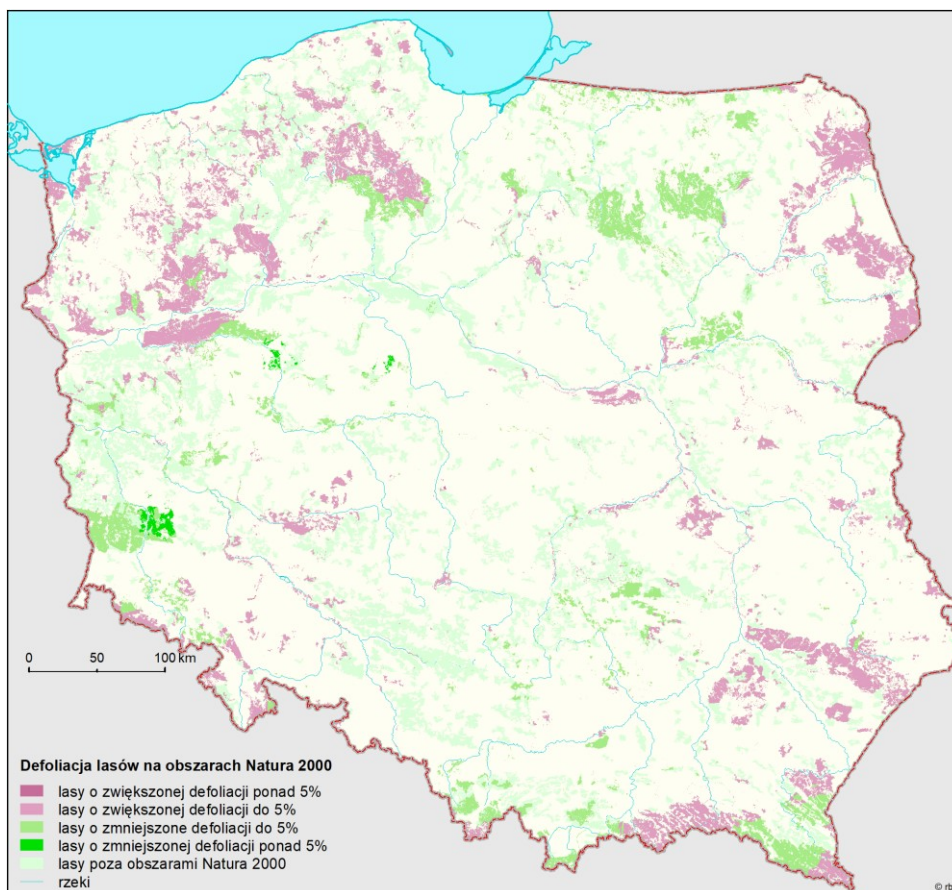 0 50 100 km
Defoliacja lasów na obszarach Natura 2000
lasy o zwiększonej defoliacji ponad 5%
lasy o zwiększonej defoliacji do 5%
lasy o zmniejszone defoliacji do 5%
lasy o zmniejszonej defoliacji ponad 5%
lasy poza obszarami Natura 2000
rzeki